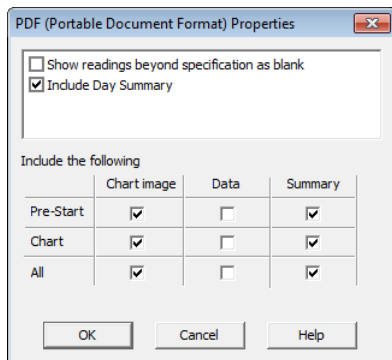 PDF (Portable Document Format) Properties
Show readings beyond specification as blank
Include Day Summary
Include the following
Chart image Data Summary
Pre-Start
Chart
All
OK Cancel Help